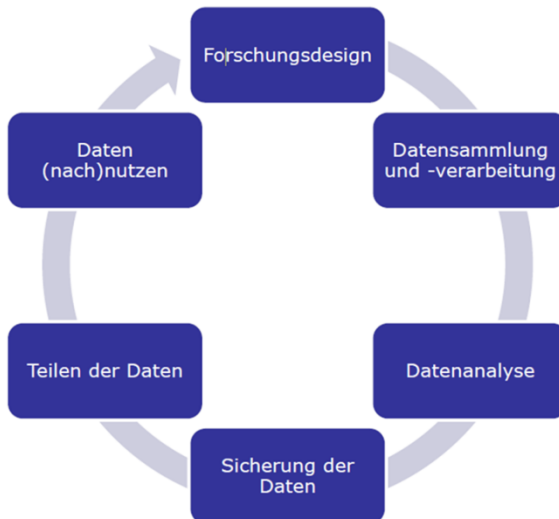 Forschungsdesign
Datensammlung
und -verarbeitung
Datenanalyse
Sicherung der
Daten
Teilen der Daten
Daten
(nach)nutzen